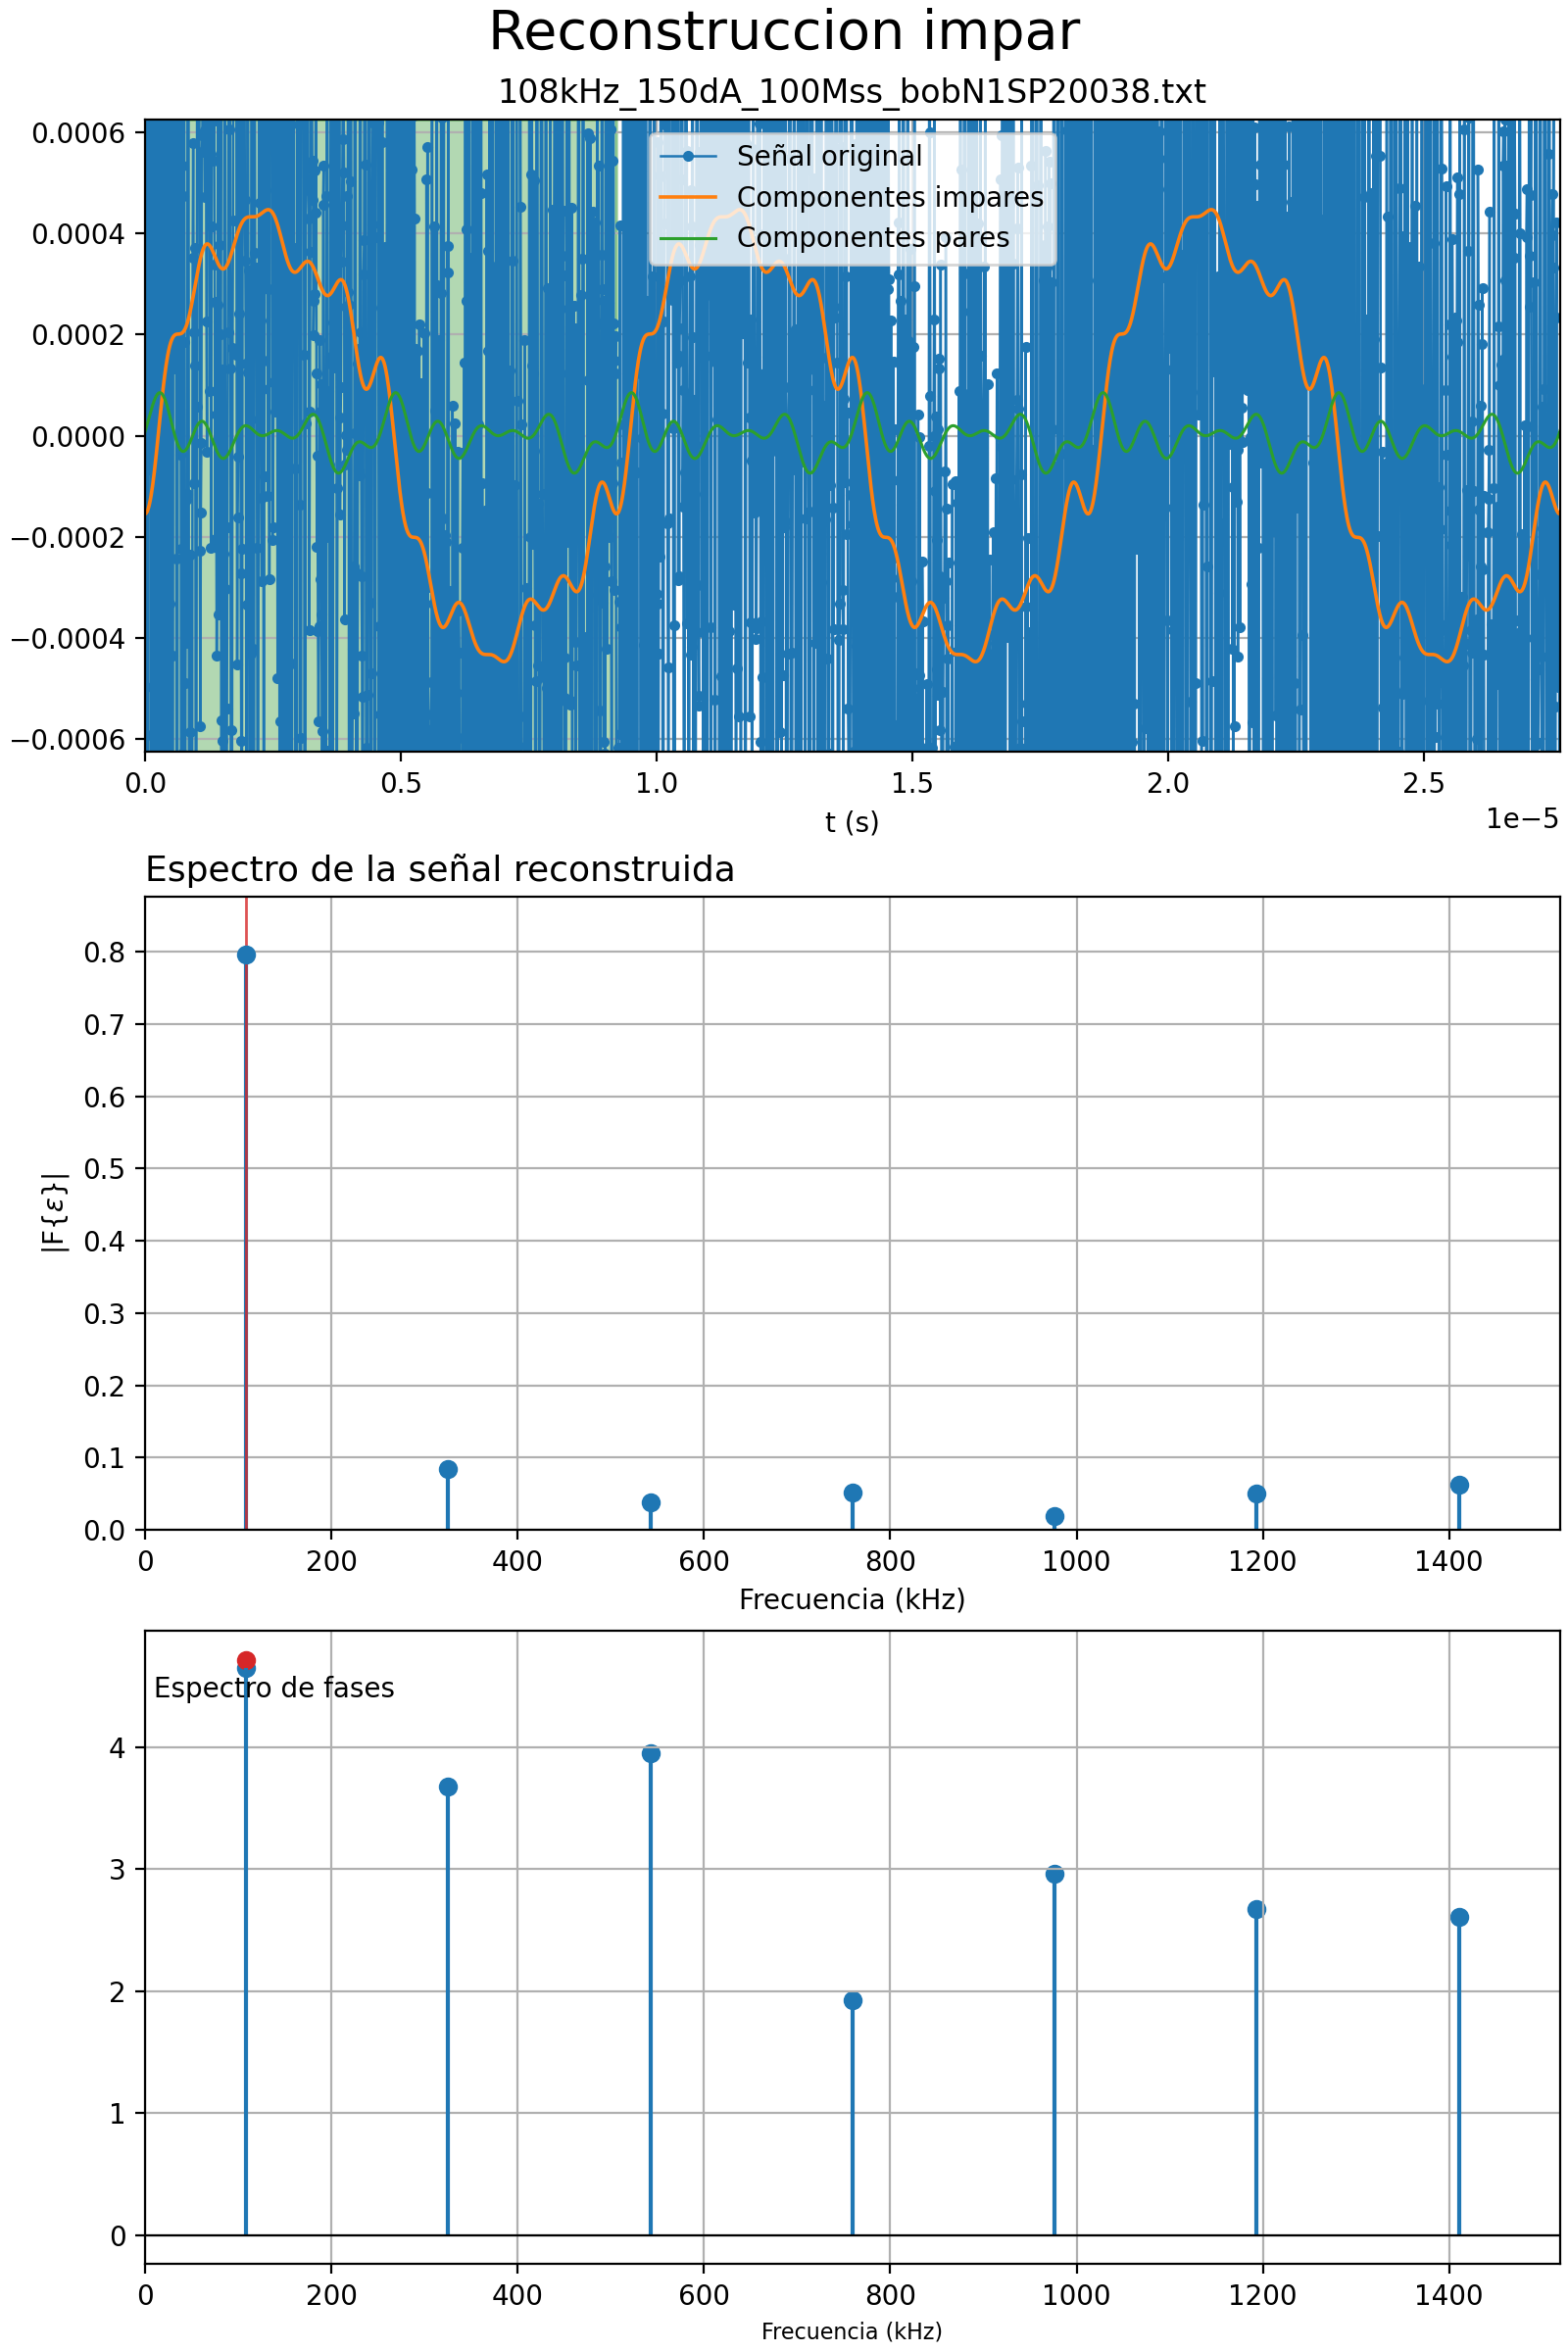 Reconstruccion impar
108kHz_150dA_100Mss_bobN1SP20038.txt
0.0006
0.0004
0.0002
0.0000
−0.0002
−0.0004
−0.0006
Señal original
Componentes impares
Componentes pares
0.0 0.5 1.0 1.5 2.0 2.5
1e−5
t (s)
Espectro de la señal reconstruida
0.8
0.7
0.6
0.5
0.4
0.3
0.2
0.1
0.0
|F{ε}|
0 200 400 600 800 1000 1200 1400
Frecuencia (kHz)
Espectro de fases
4
3
2
1
0
0 200 400 600 800 1000 1200 1400
Frecuencia (kHz)